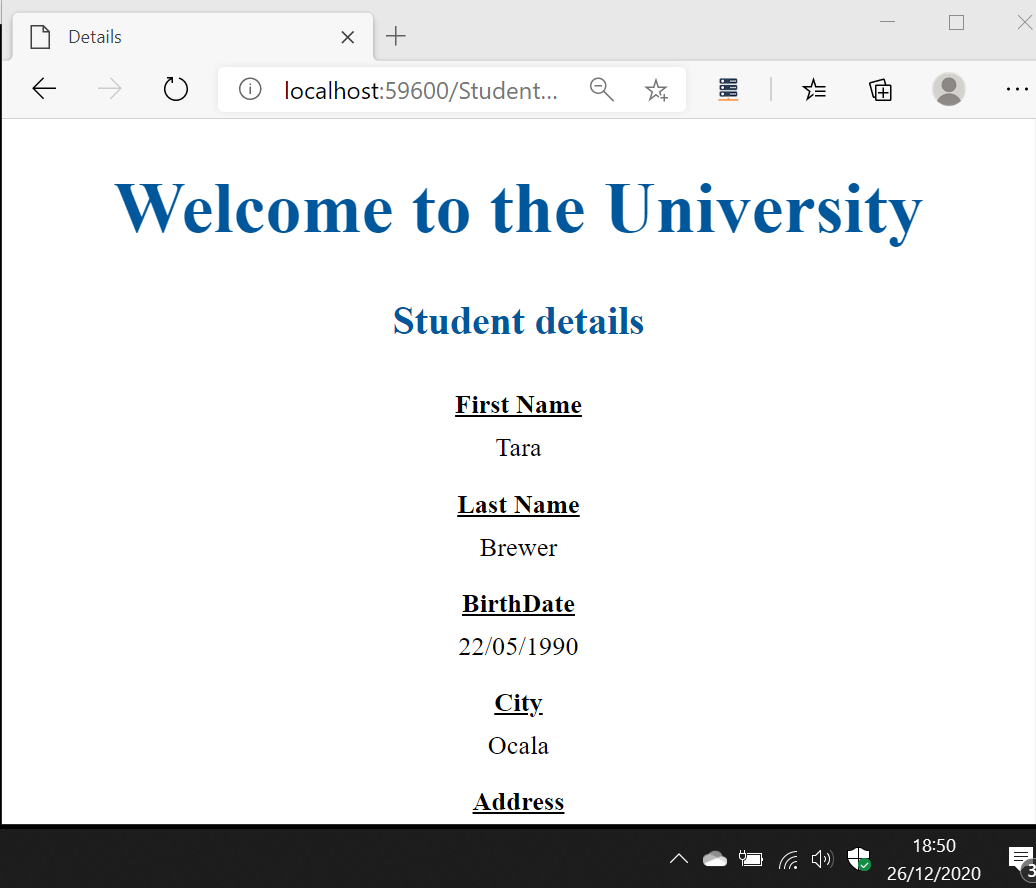 Details
localhost:59600/Student...
Welcome to the University
Student details
First Name
Tara
Last Name
Brewer
BirthDate
22/05/1990
City
Ocala
Address
18:50
26/12/2020
3